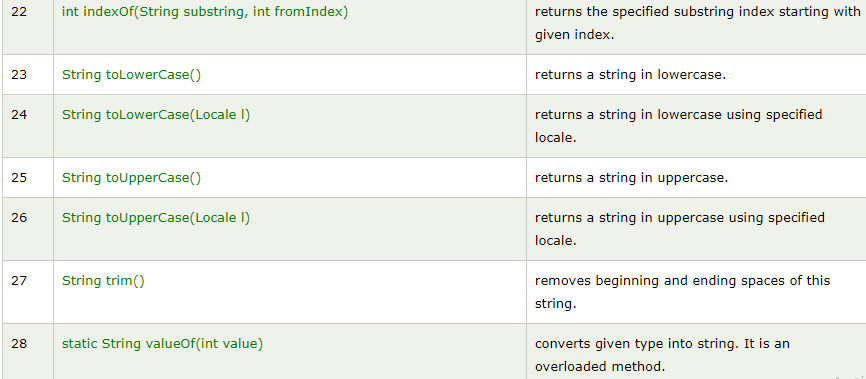 22 int indexOf(String substring, int fromIndex) returns the specified substring index starting with
given index.
23 String toLowerCase() returns a string in lowercase.
24 String toLowerCase(Locale l) returns a string in lowercase using specified
locale.
25 String toUpperCase() returns a string in uppercase.
26 String toUpperCase(Locale l) returns a string in uppercase using specified
locale.
27 String trim() removes beginning and ending spaces of this
string.
28 static String valueOf(int value) converts given type into string. It is an
overloaded method.